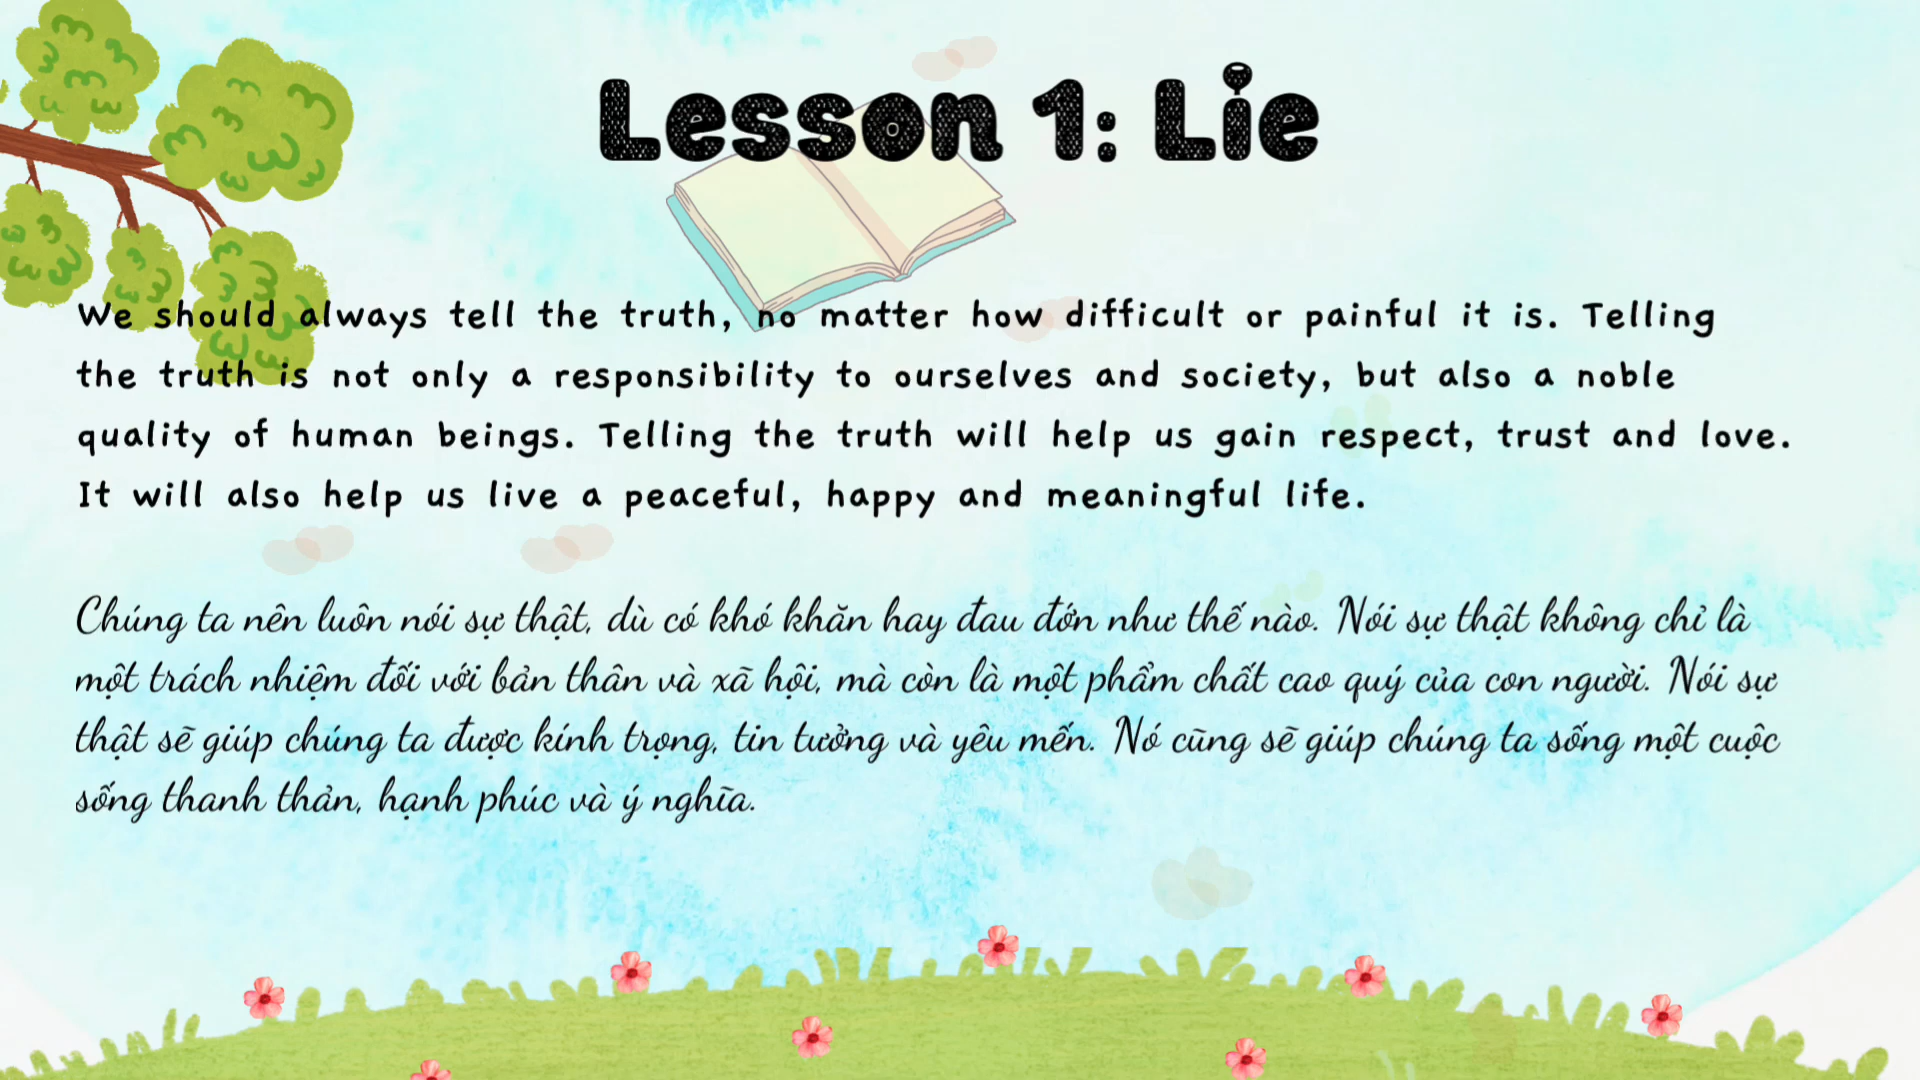 Lesson 1: Lie
We should always tell the truth, no matter how difficult or painful it is. Telling
the truth is not only a responsibility to ourselves and society, but also a noble
quality of human beings. Telling the truth will help us gain respect, trust and love.
It will also help us live a peaceful, happy and meaningful life.
Chúng ta nên luôn nói sự thật, dù có khó khăn hay đau đớn như thế nào. Nói sự thật không chỉ là
một trách nhiệm đối với bản thân và xã hội, mà còn là một phẩm chất cao quý của con người. Nói sự
thật sẽ giúp chúng ta được kính trọng, tin tưởng và yêu mến. Nó cũng sẽ giúp chúng ta sống một cuộc
sống thanh thản, hạnh phúc và ý nghĩa.